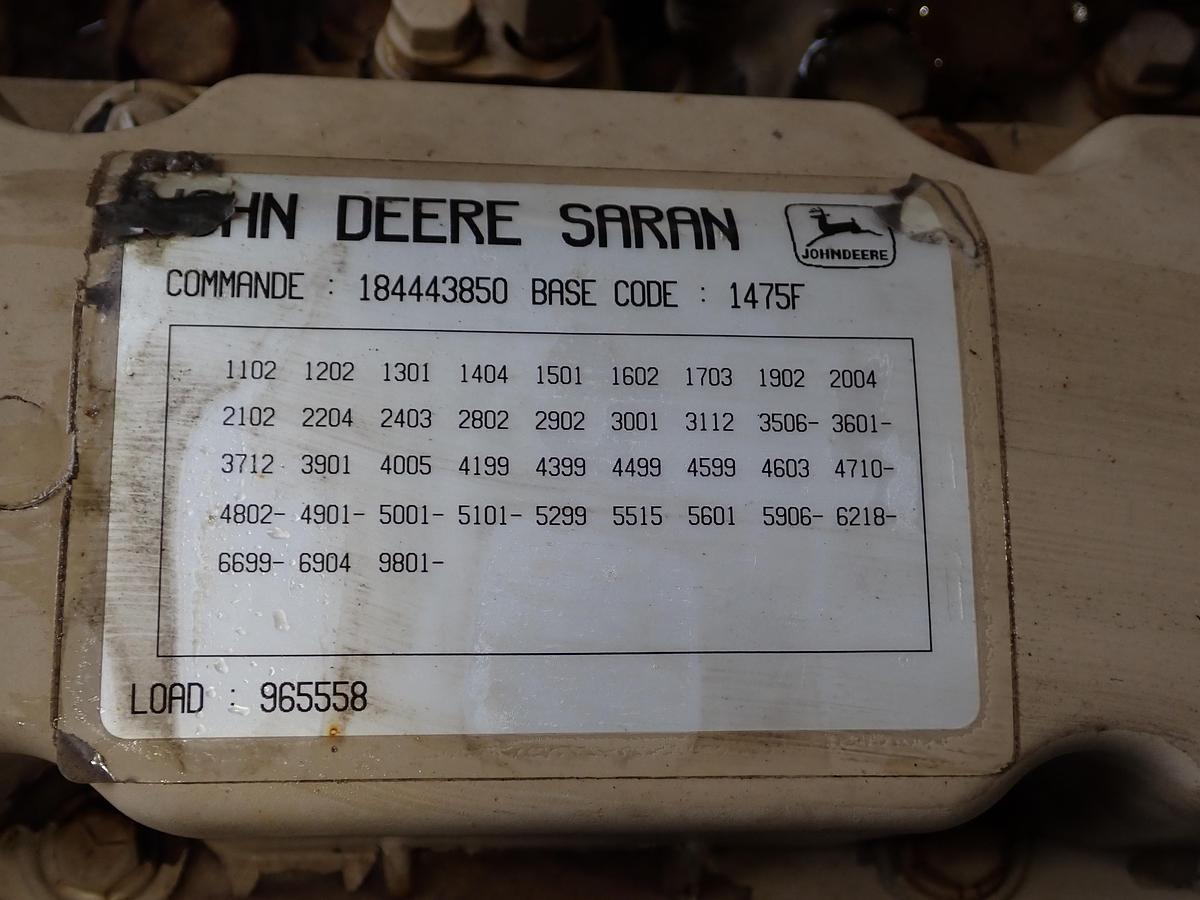 JOHN DEERE SARAN
JOHN DEERE
COMMANDE : 184443850 BASE CODE : 1475F
1102 1202 1301 1404 1501 1602 1703 1902 2004
2102 2204 2403 2802 2902 3001 3112 3506- 3601-
3712 3901 4005 4199 4399 4499 4599 4603 4710-
4802- 4901- 5001- 5101- 5299 5515 5601 5906- 6218-
6699- 6904 9801-
LOAD : 965558